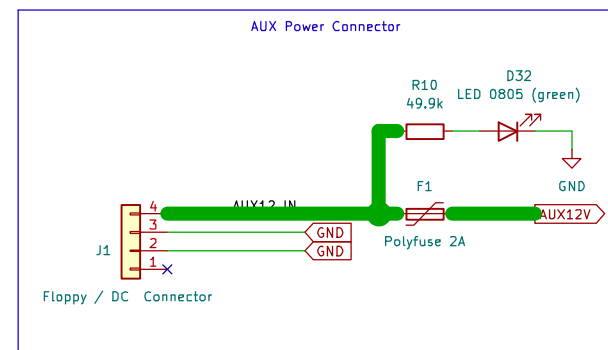 AUX Power Connector
R10
49.9k
D32
LED 0805 (green)
GND
F1
Polyfuse 2A
AUX12V
AUX12_IN
4
3
2
1
GND
GND
J1
Floppy / DC Connector